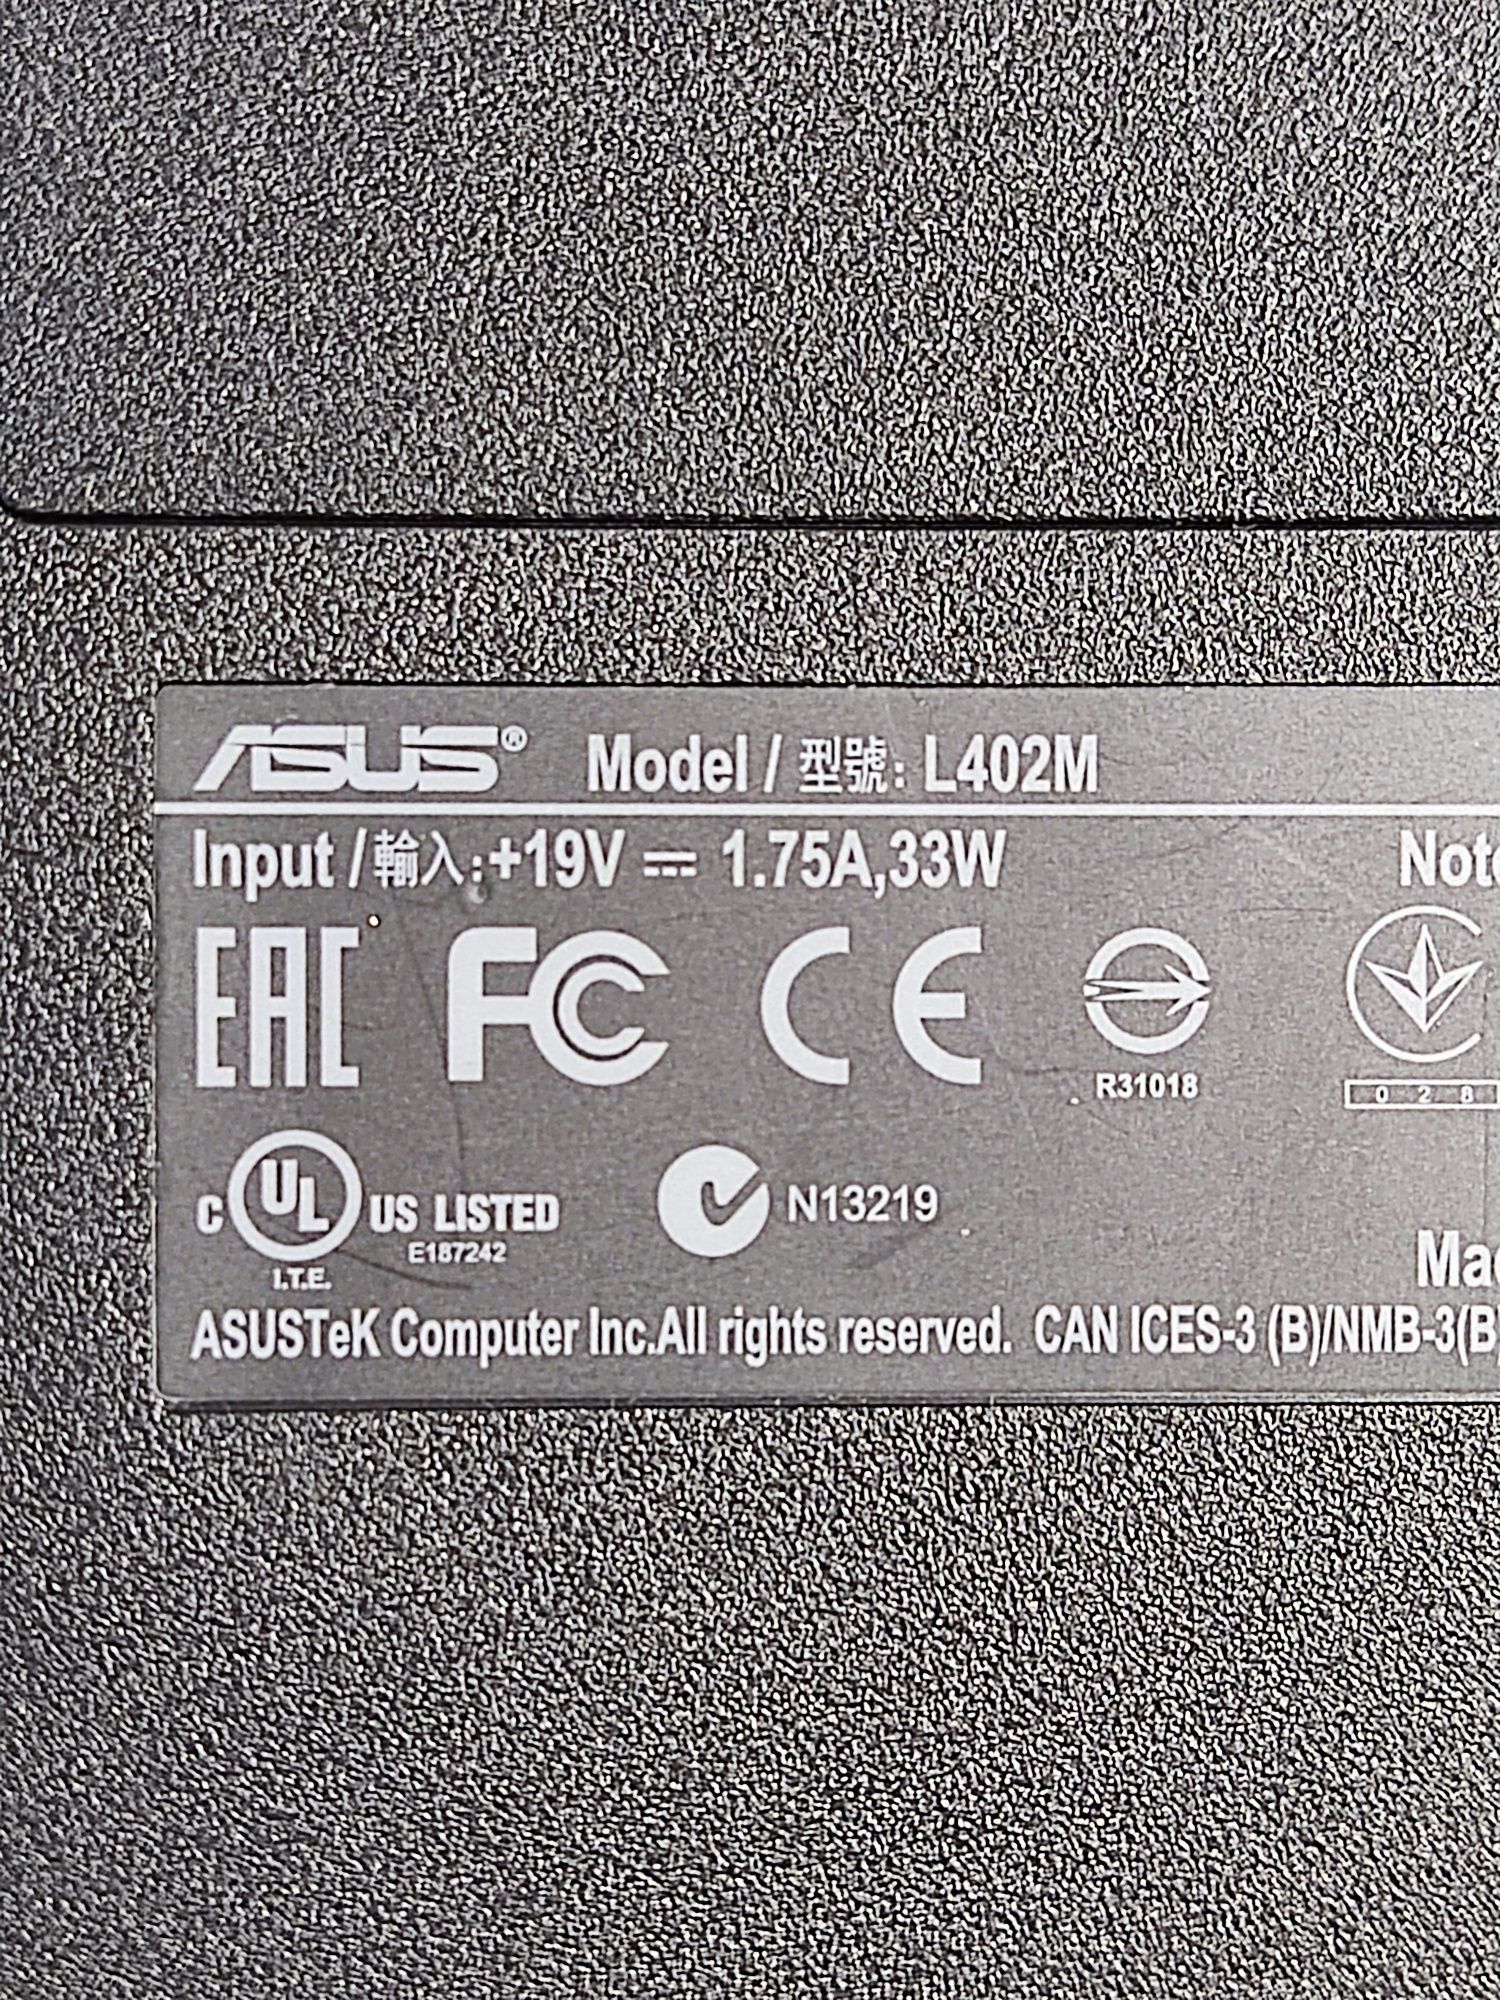 ASUS® Model / 型號: L402M
Input / 輸入: +19V ⎓ 1.75A,33W
EAC FC CE
R31018
028
C UL US LISTED
E187242
I.T.E.
N13219
ASUSTeK Computer Inc.All rights reserved. CAN ICES-3 (B)/NMB-3(B)